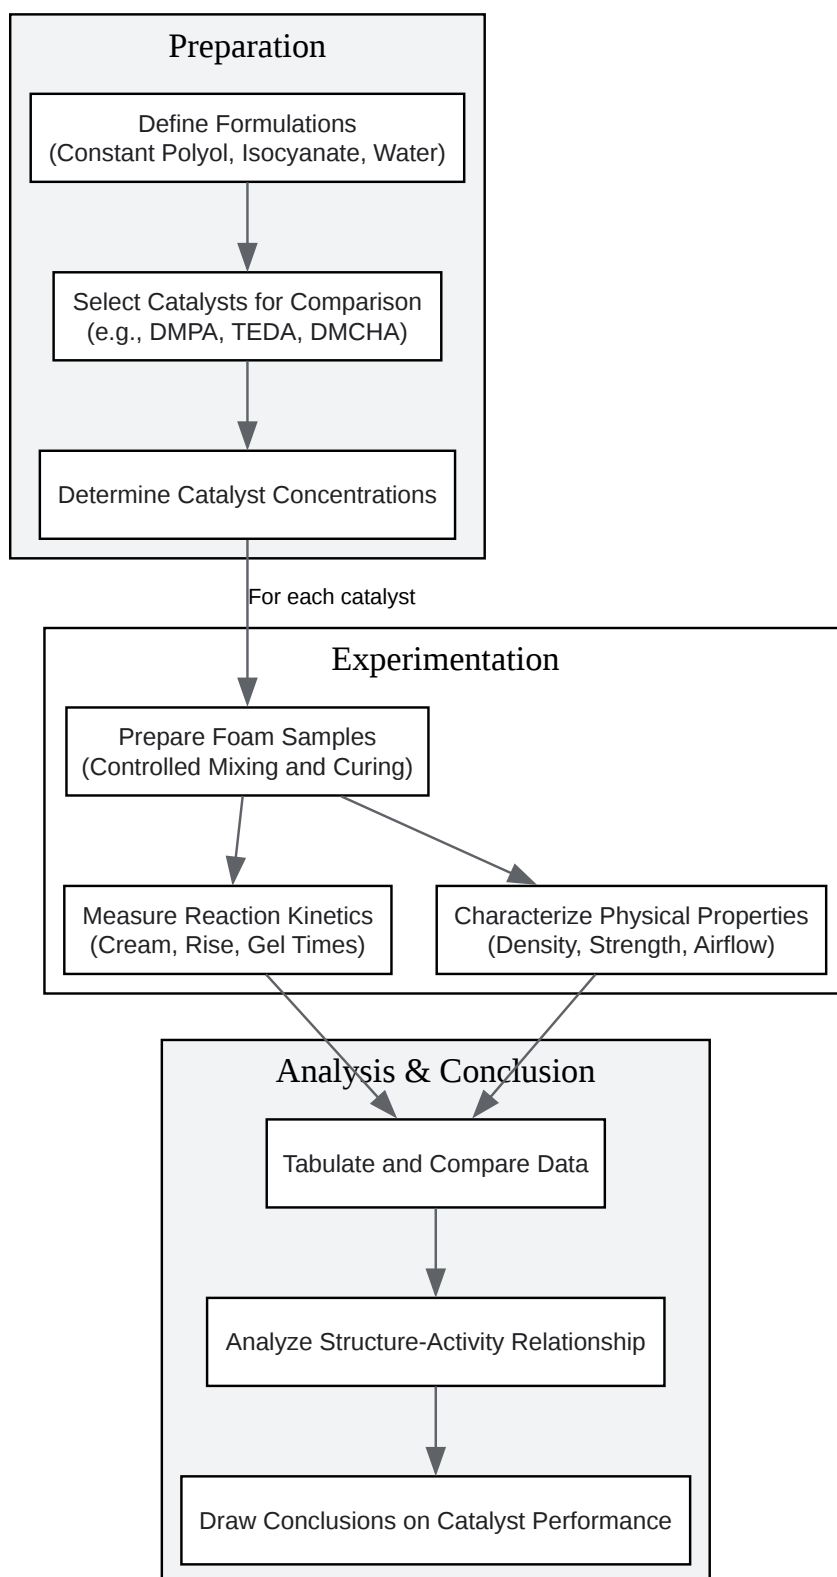 Preparation
Define Formulations
(Constant Polyol, Isocyanate, Water)
Select Catalysts for Comparison
(e.g., DMPA, TEDA, DMCHA)
Determine Catalyst Concentrations
For each catalyst
Experimentation
Prepare Foam Samples
(Controlled Mixing and Curing)
Measure Reaction Kinetics
(Cream, Rise, Gel Times)
Characterize Physical Properties
(Density, Strength, Airflow)
Analysis & Conclusion
Tabulate and Compare Data
Analyze Structure-Activity Relationship
Draw Conclusions on Catalyst Performance